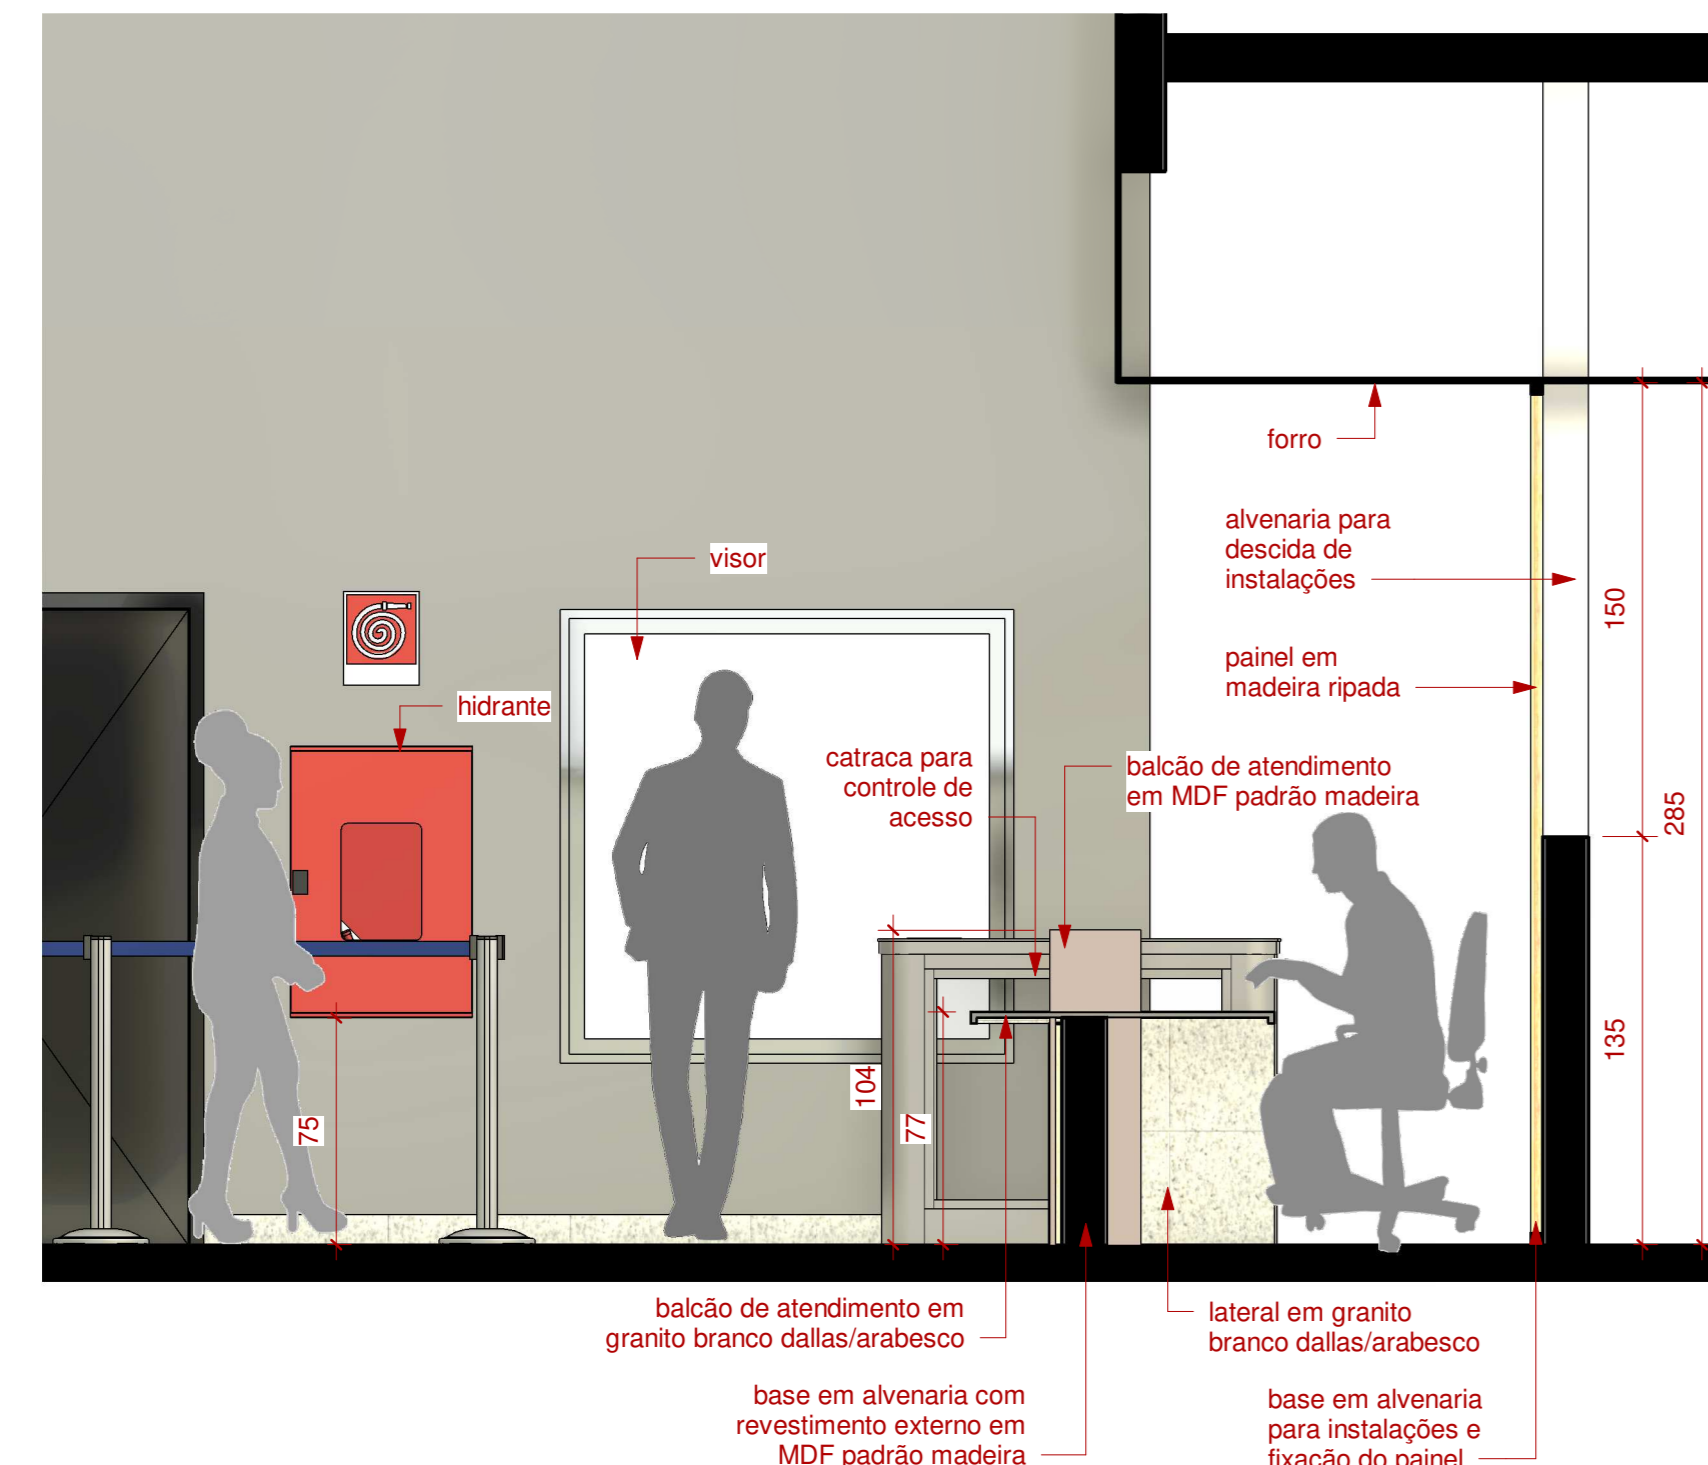 forro
alvenaria para
descida de
instalações
visor
150
painel em
madeira ripada
hidrante
catraca para
controle de
acesso
balcão de atendimento
em MDF padrão madeira
285
135
104
77
75
balcão de atendimento em
granito branco dallas/arabesco
lateral em granito
branco dallas/arabesco
base em alvenaria com
revestimento externo em
MDF padrão madeira
base em alvenaria
para instalações e
fixação do painel